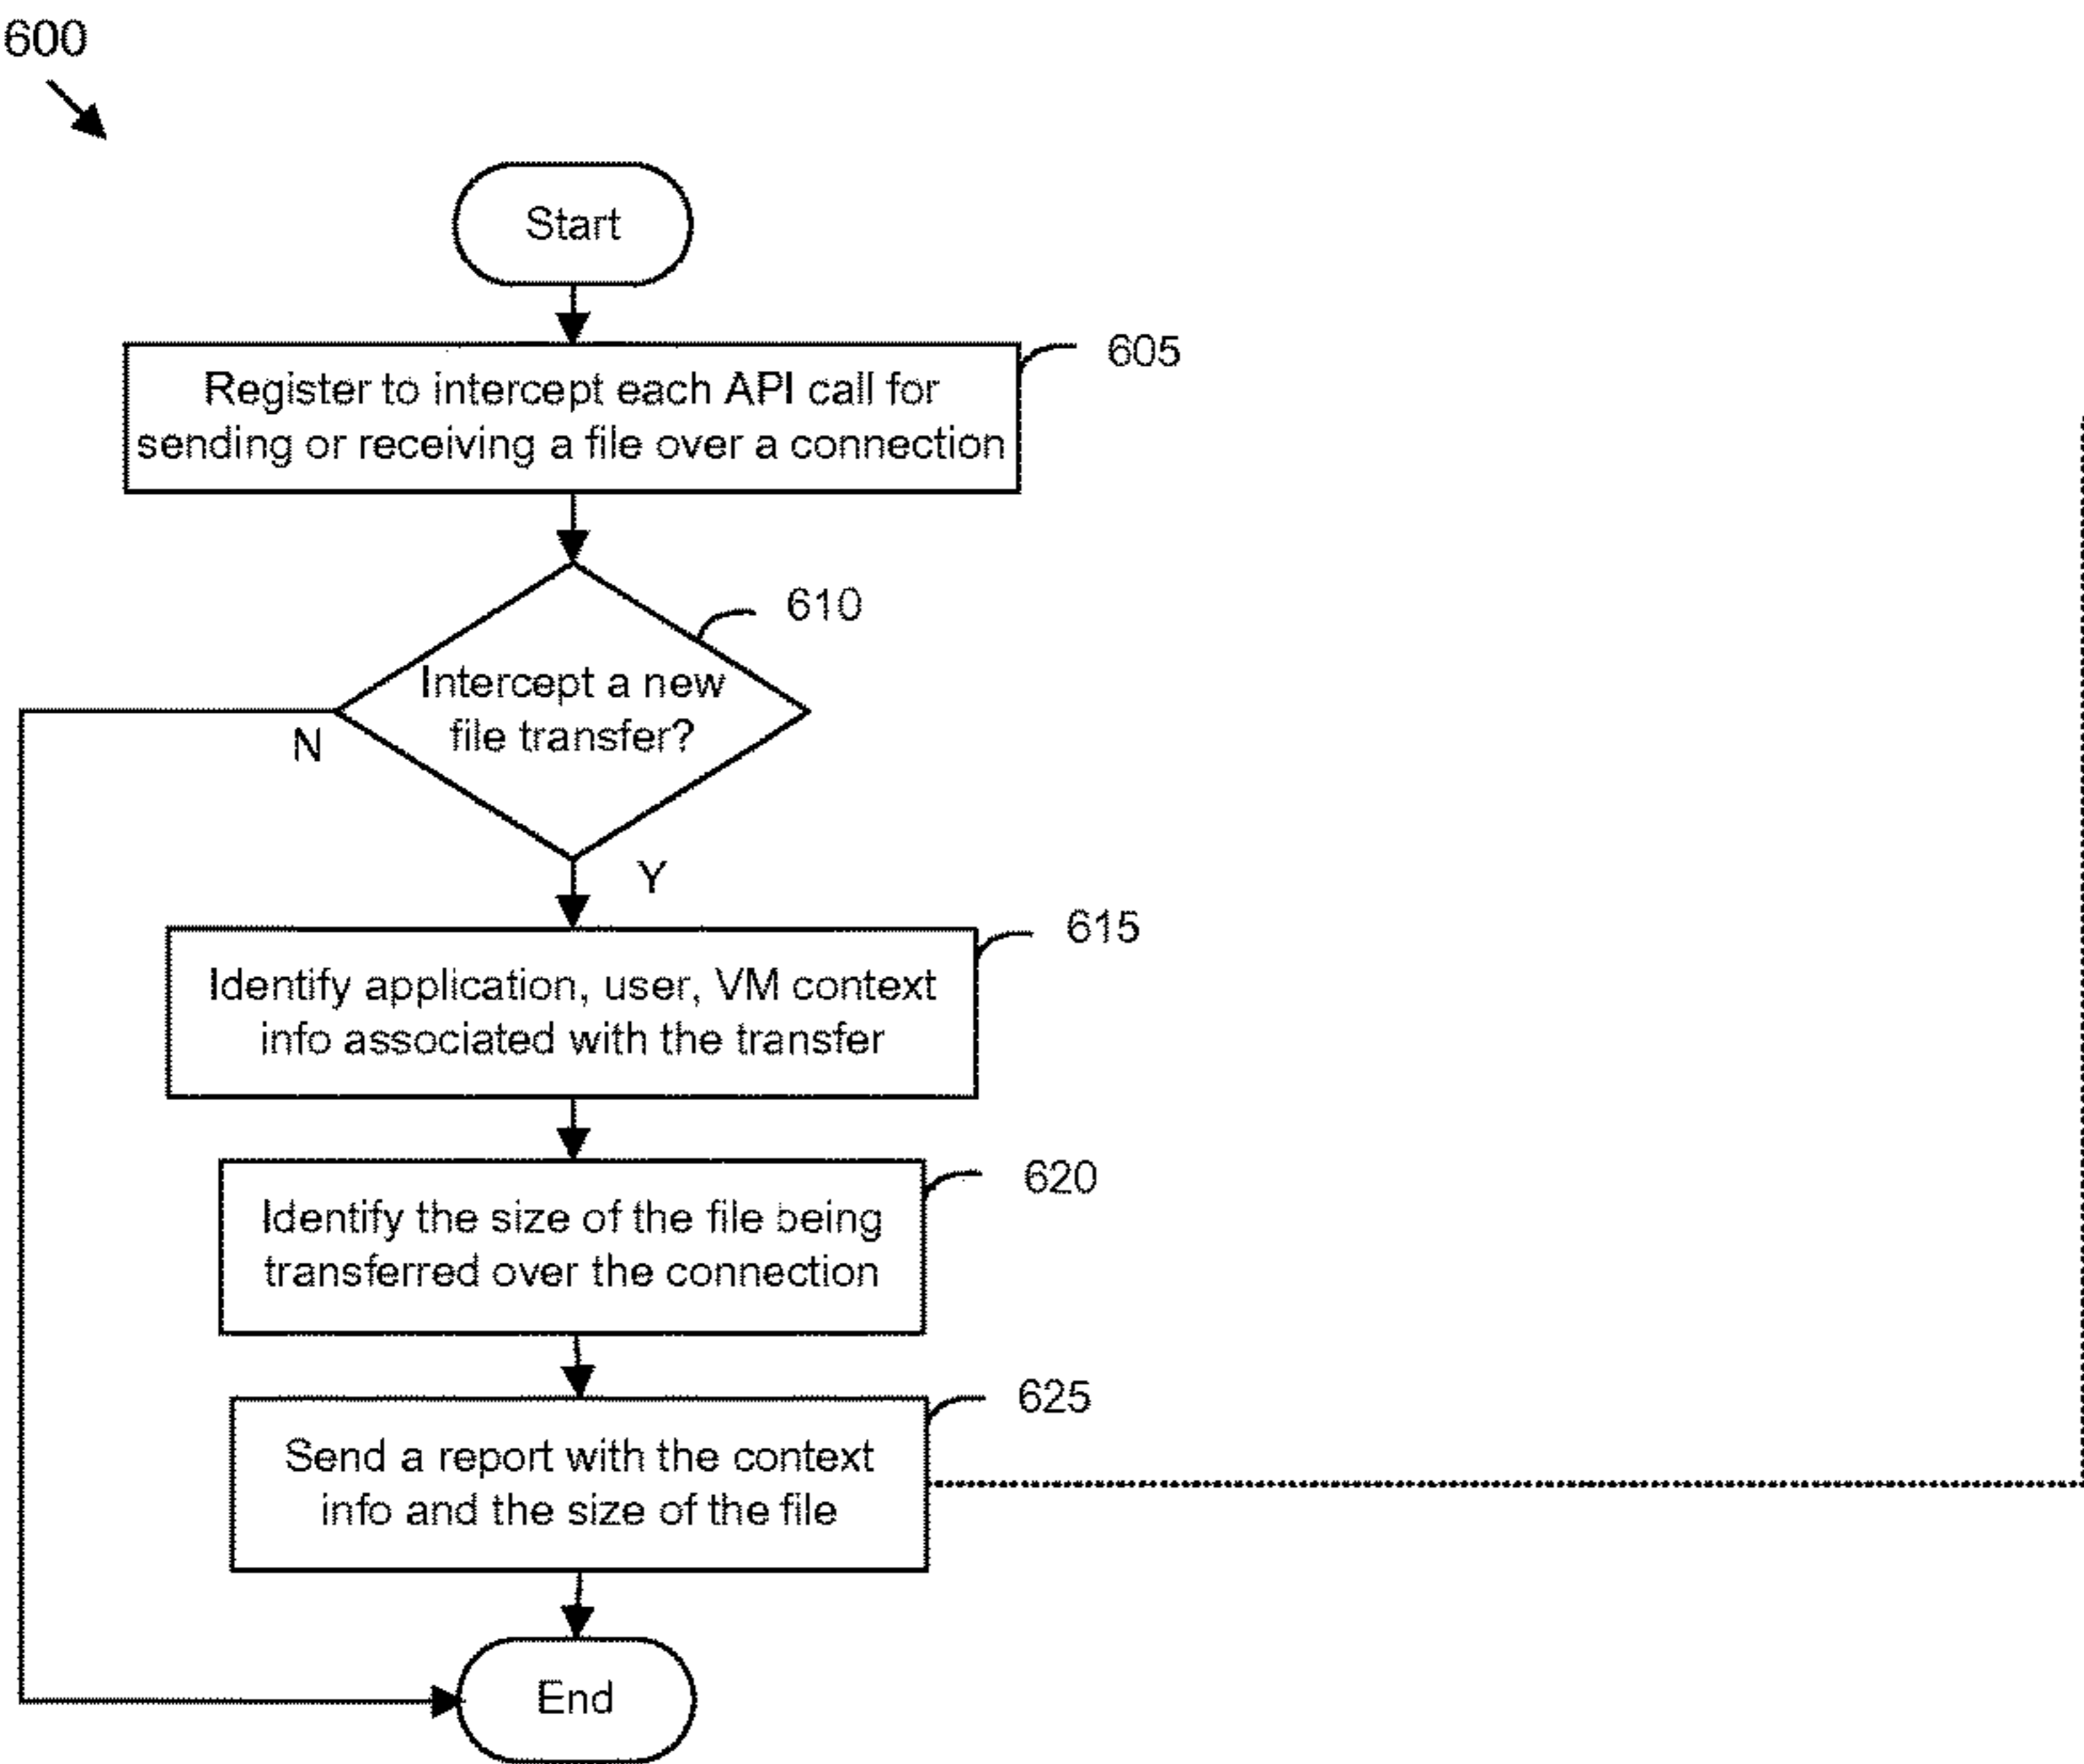 600
Start
605
Register to intercept each API call for
sending or receiving a file over a connection
610
Intercept a new
file transfer?
N
Y
615
Identify application, user, VM context
info associated with the transfer
620
Identify the size of the file being
transferred over the connection
625
Send a report with the context
info and the size of the file
End